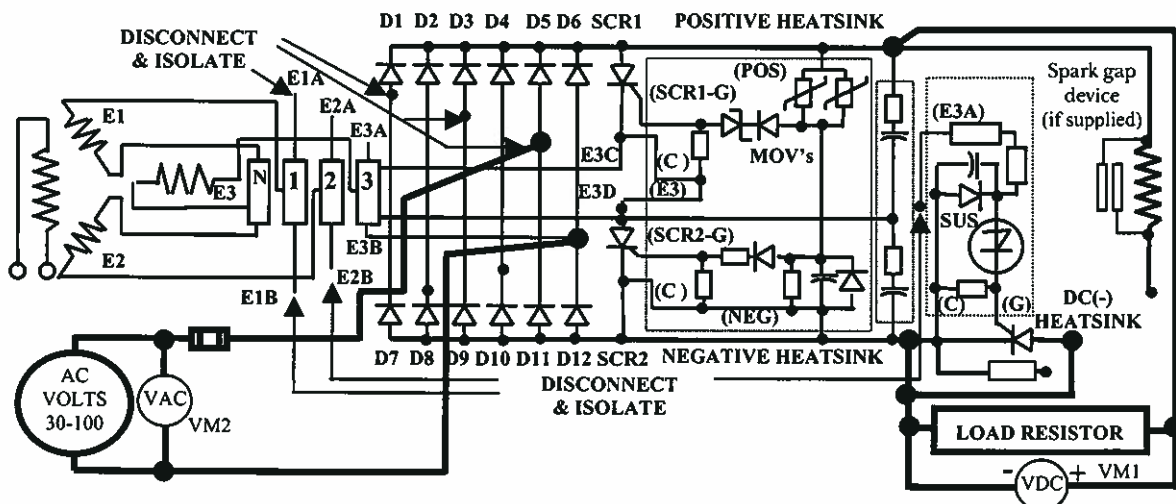 D1 D2 D3 D4 D5 D6 SCR1 POSITIVE HEATSINK
DISCONNECT
& ISOLATE
E1A
E2A
E3A
E1
E3
E2
N
1
2
3
E3B
E2B
E1B
E3C
E3D
(SCR1-G)
(POS)
MOV's
(C)
(E3)
(SCR2-G)
(C)
(NEG)
(E3A)
Spark gap
device
(if supplied)
SUS
(C) (G)
DC(-)
HEATSINK
D7 D8 D9 D10 D11 D12 SCR2 NEGATIVE HEATSINK
DISCONNECT
& ISOLATE
AC
VOLTS
30-100
VAC
VM2
LOAD RESISTOR
- VDC + VM1